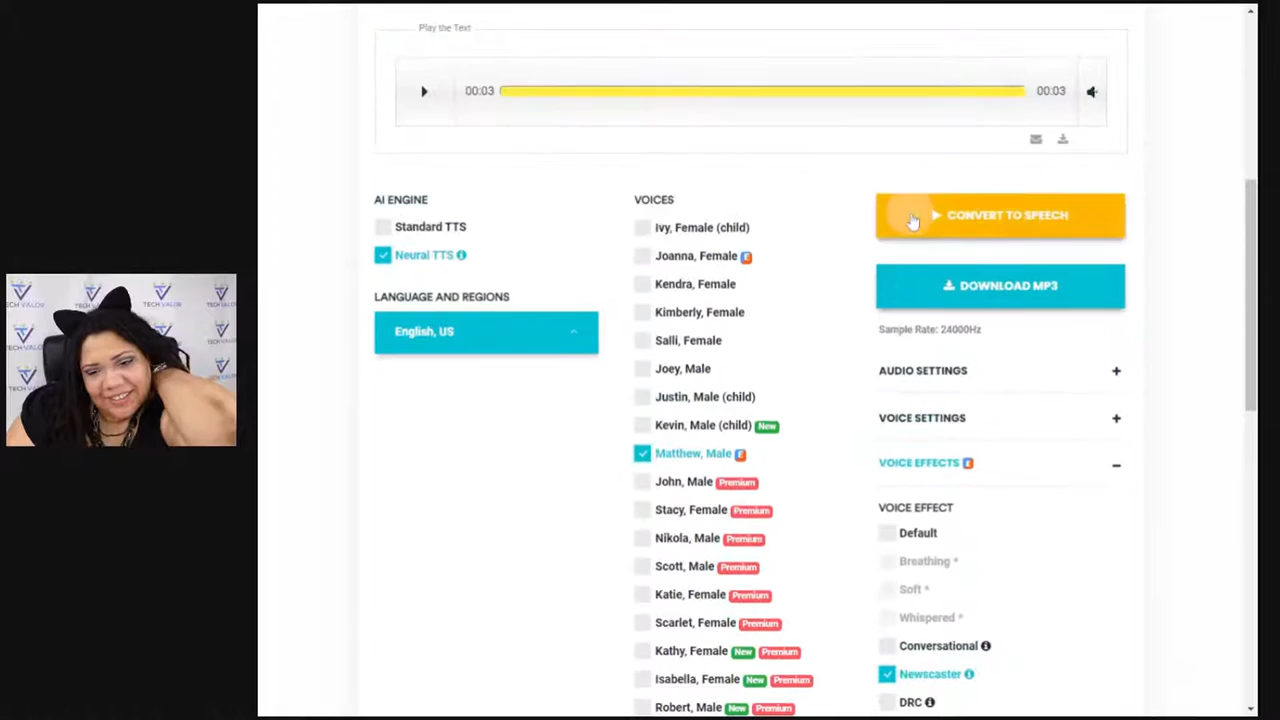 Play the Text
00:03
00:03
AI ENGINE
Standard TTS
Neural TTS
LANGUAGE AND REGIONS
English, US
VOICES
Ivy, Female (child)
Joanna, Female E
Kendra, Female
Kimberly, Female
Salli, Female
Joey, Male
Justin, Male (child)
Kevin, Male (child) New
Matthew, Male E
John, Male Premium
Stacy, Female Premium
Nikola, Male Premium
Scott, Male Premium
Katie, Female Premium
Scarlet, Female Premium
Kathy, Female New Premium
Isabella, Female New Premium
Robert, Male New Premium
CONVERT TO SPEECH
DOWNLOAD MP3
Sample Rate: 24000Hz
AUDIO SETTINGS +
VOICE SETTINGS +
VOICE EFFECTS E −
VOICE EFFECT
Default
Breathing *
Soft *
Whispered *
Conversational
Newscaster
DRC
TECH VALOR